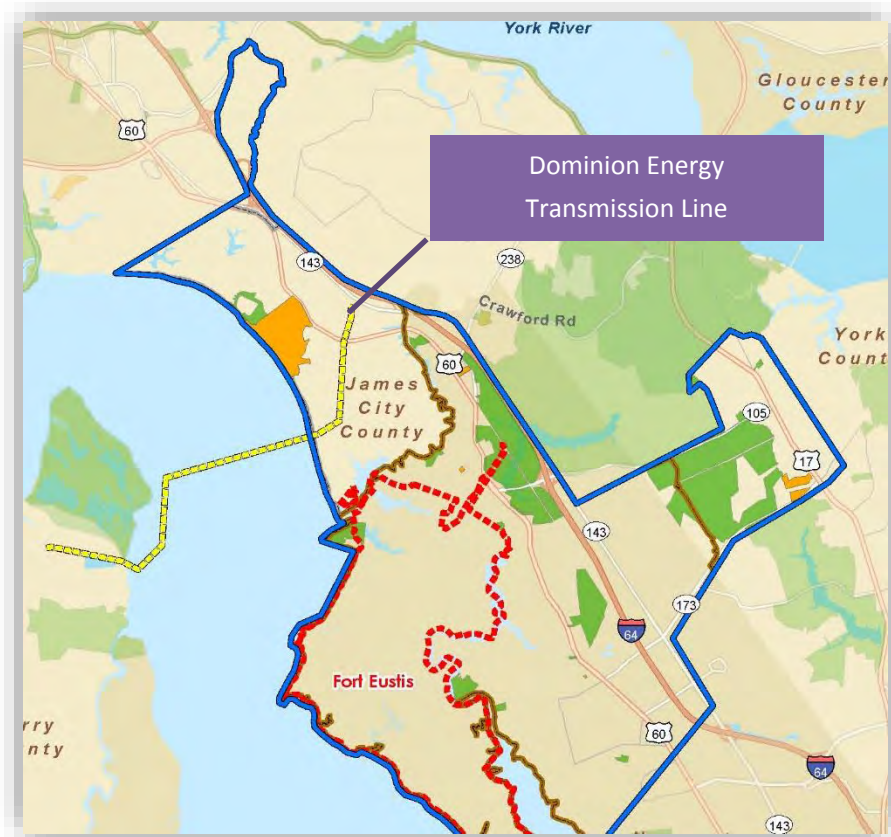 York River
Gloucester
County
60
Dominion Energy
Transmission Line
143
238
Crawford Rd
York
Count
60
James
City
County
105
17
143
173
64
Fort Eustis
rry
nty
60
64
143